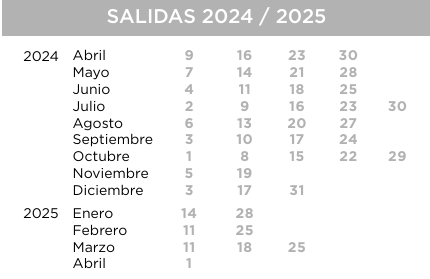 SALIDAS 2024 / 2025
2024 Abril 9 16 23 30
Mayo 7 14 21 28
Junio 4 11 18 25
Julio 2 9 16 23 30
Agosto 6 13 20 27
Septiembre 3 10 17 24
Octubre 1 8 15 22 29
Noviembre 5 19
Diciembre 3 17 31
2025 Enero 14 28
Febrero 11 25
Marzo 11 18 25
Abril 1